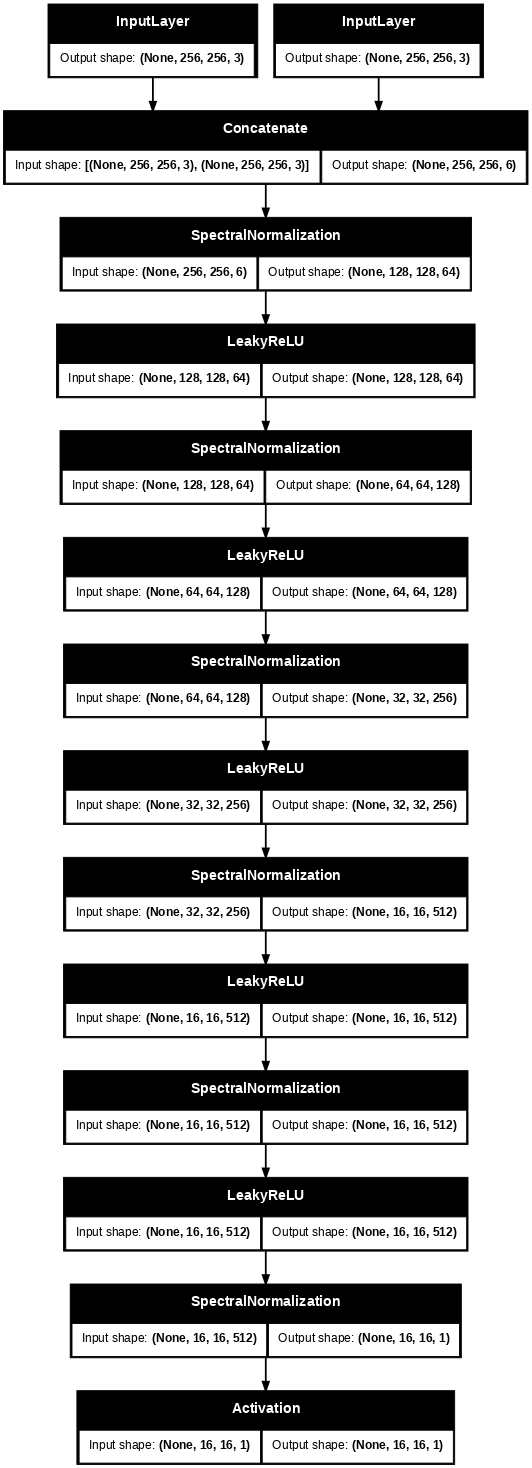 InputLayer InputLayer
Output shape: (None, 256, 256, 3) Output shape: (None, 256, 256, 3)
Concatenate
Input shape: [(None, 256, 256, 3), (None, 256, 256, 3)] Output shape: (None, 256, 256, 6)
SpectralNormalization
Input shape: (None, 256, 256, 6) Output shape: (None, 128, 128, 64)
LeakyReLU
Input shape: (None, 128, 128, 64) Output shape: (None, 128, 128, 64)
SpectralNormalization
Input shape: (None, 128, 128, 64) Output shape: (None, 64, 64, 128)
LeakyReLU
Input shape: (None, 64, 64, 128) Output shape: (None, 64, 64, 128)
SpectralNormalization
Input shape: (None, 64, 64, 128) Output shape: (None, 32, 32, 256)
LeakyReLU
Input shape: (None, 32, 32, 256) Output shape: (None, 32, 32, 256)
SpectralNormalization
Input shape: (None, 32, 32, 256) Output shape: (None, 16, 16, 512)
LeakyReLU
Input shape: (None, 16, 16, 512) Output shape: (None, 16, 16, 512)
SpectralNormalization
Input shape: (None, 16, 16, 512) Output shape: (None, 16, 16, 512)
LeakyReLU
Input shape: (None, 16, 16, 512) Output shape: (None, 16, 16, 512)
SpectralNormalization
Input shape: (None, 16, 16, 512) Output shape: (None, 16, 16, 1)
Activation
Input shape: (None, 16, 16, 1) Output shape: (None, 16, 16, 1)